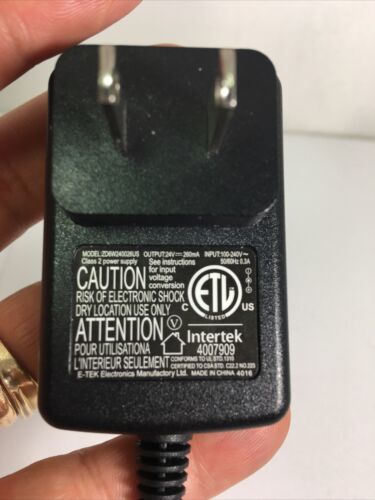 MODEL:ZD6W240026US OUTPUT:24V⎓260mA INPUT:100-240V~
Class 2 power supply See instructions 50/60Hz 0.3A
for input
voltage
conversion
CAUTION
RISK OF ELECTRONIC SHOCK
DRY LOCATION USE ONLY
ATTENTION
POUR UTILISATIONA
L'INTERIEUR SEULEMENT
V
C ETL US
LISTED
Intertek
4007909
CONFORMS TO UL STD.1310
CERTIFIED TO CSA STD. C22.2 NO.223
E-TEK Electronics Manufactory Ltd. MADE IN CHINA 4016